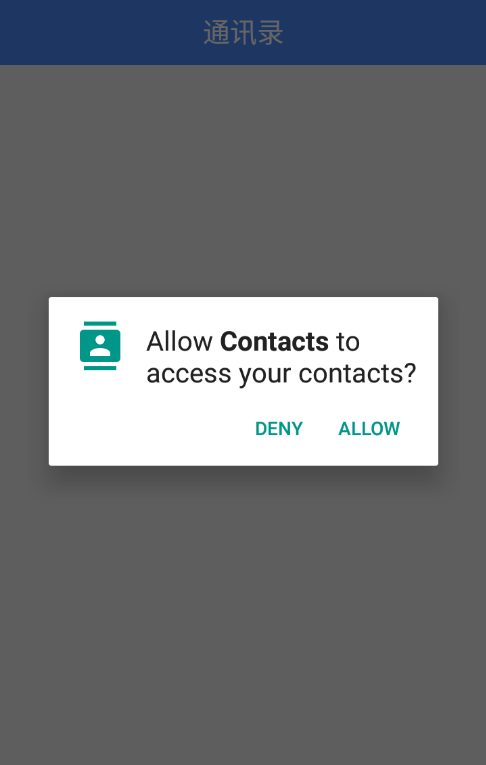 通讯录
Allow Contacts to
access your contacts?
DENY ALLOW